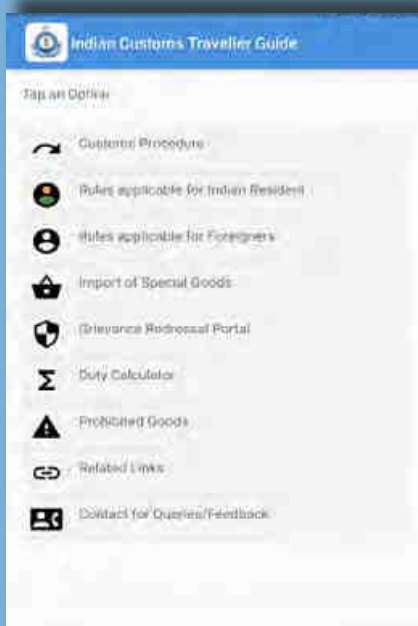 Indian Customs Traveller Guide
Tap an Option
Customs Procedure
Rules applicable for Indian Resident
Rules applicable for Foreigners
Import of Special Goods
Grievance Redressal Portal
Duty Calculator
Prohibited Goods
Related Links
Contact for Queries/Feedback